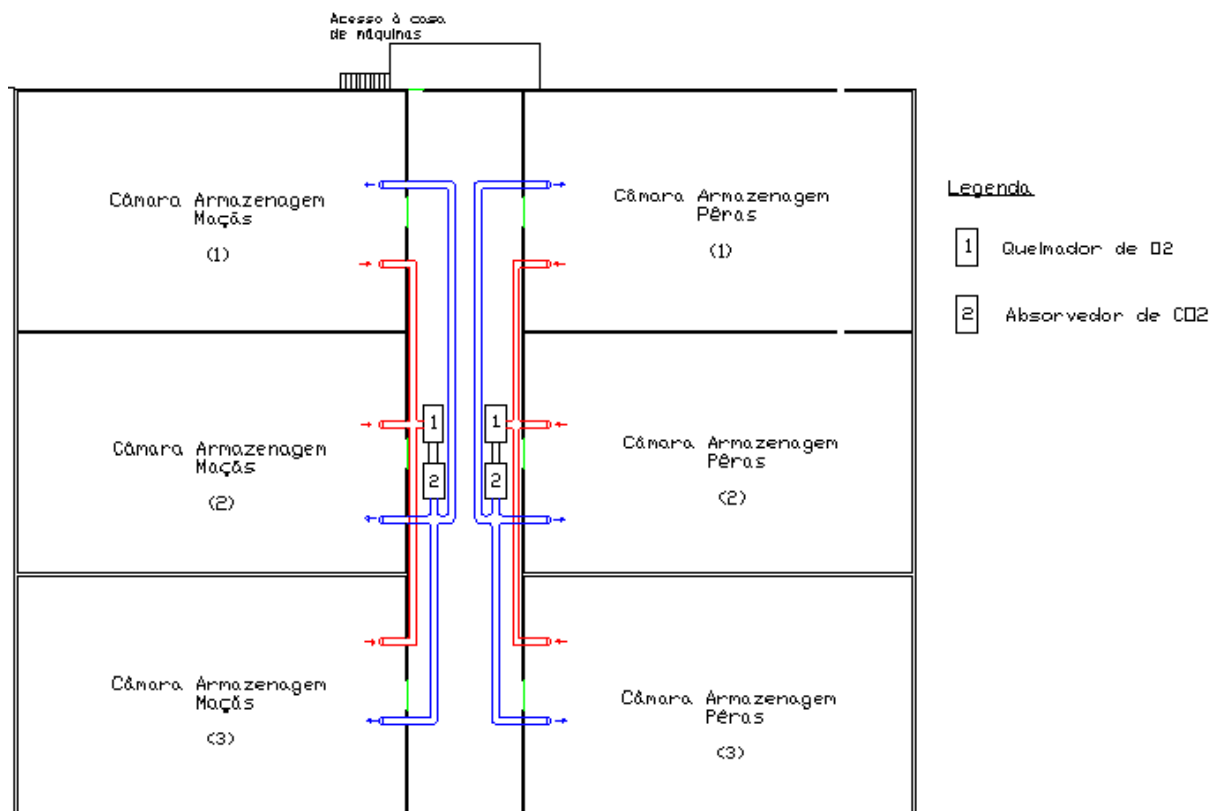 Acesso à casa
de máquinas
Câmara Armazenagem
Maçãs
(1)
Câmara Armazenagem
Pêras
(1)
Legenda
1 Queimador de O2
2 Absorvedor de CO2
1
1
Câmara Armazenagem
Maçãs
(2)
Câmara Armazenagem
Pêras
(2)
2
2
Câmara Armazenagem
Maçãs
(3)
Câmara Armazenagem
Pêras
(3)